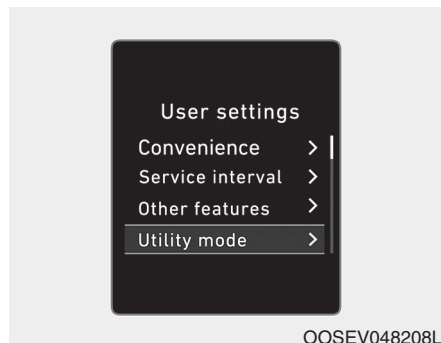 User settings
Convenience >
Service interval >
Other features >
Utility mode >
OOSEV048208L